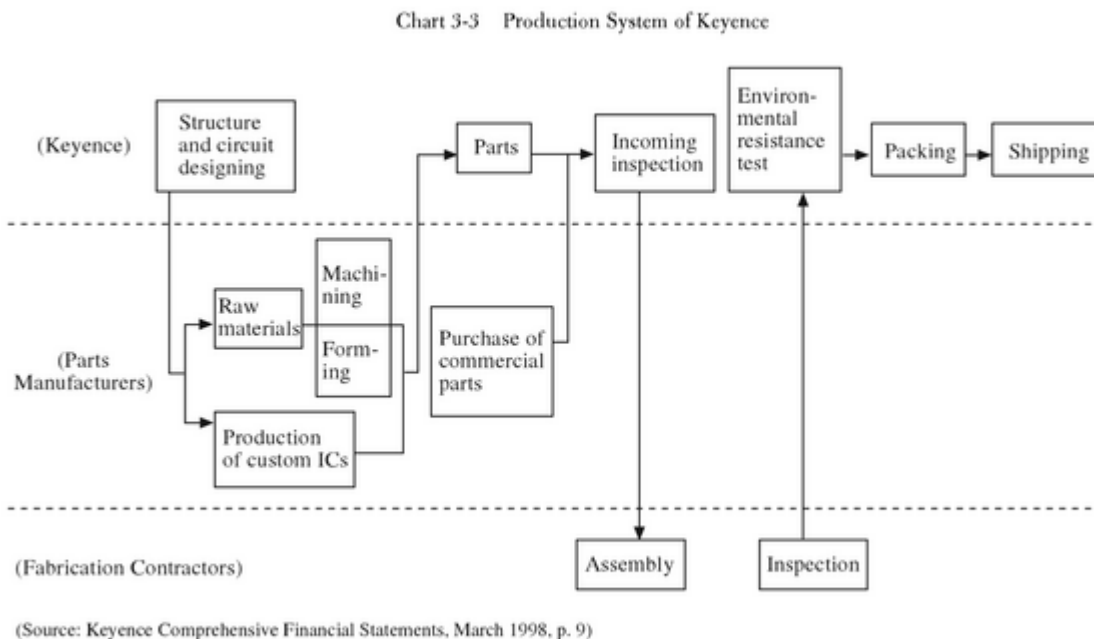 Chart 3-3 Production System of Keyence
(Keyence)
Structure
and circuit
designing
Parts
Incoming
inspection
Environ-
mental
resistance
test
Packing
Shipping
(Parts
Manufacturers)
Raw
materials
Machi-
ning
Form-
ing
Production
of custom ICs
Purchase of
commercial
parts
(Fabrication Contractors)
Assembly
Inspection
(Source: Keyence Comprehensive Financial Statements, March 1998, p. 9)